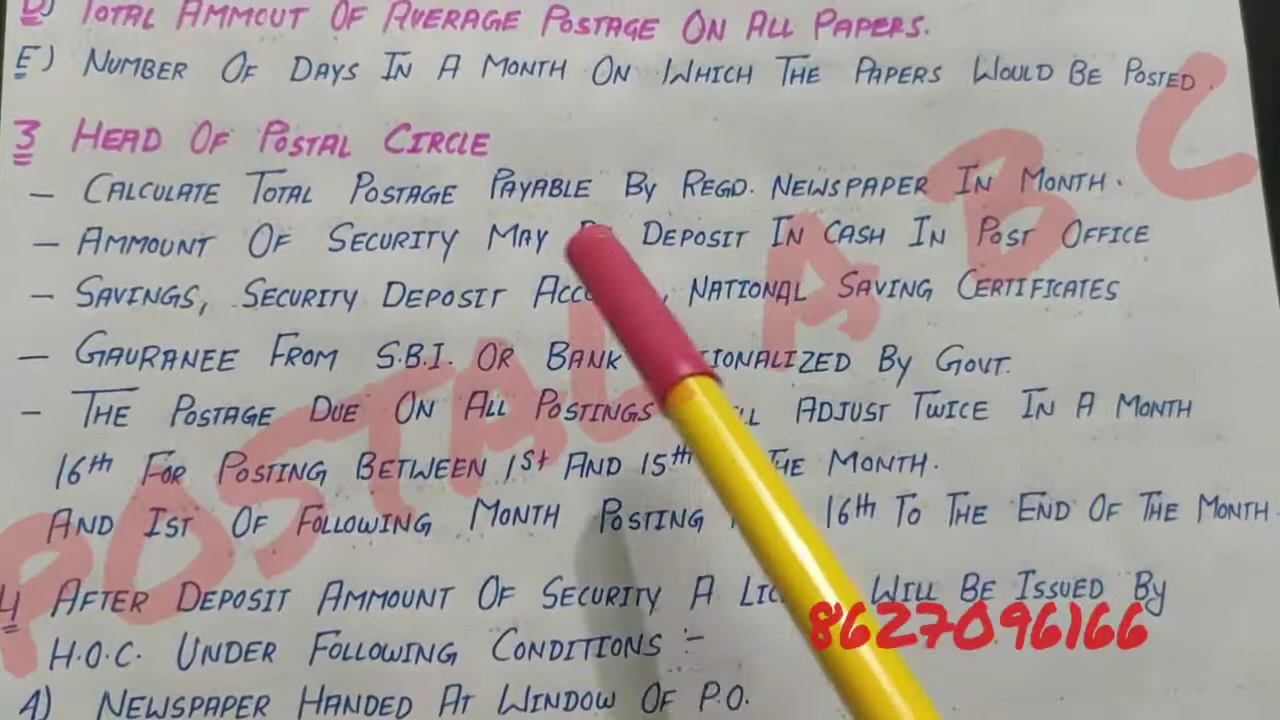 D) TOTAL AMMOUT OF AVERAGE POSTAGE ON ALL PAPERS.
E) NUMBER OF DAYS IN A MONTH ON WHICH THE PAPERS WOULD BE POSTED.
3 HEAD OF POSTAL CIRCLE
— CALCULATE TOTAL POSTAGE PAYABLE BY REGD. NEWSPAPER IN MONTH.
— AMMOUNT OF SECURITY MAY DEPOSIT IN CASH IN POST OFFICE
— SAVINGS, SECURITY DEPOSIT NATIONAL SAVING CERTIFICATES
— GAURANEE FROM S.B.I. OR BANK BY GOVT.
— THE POSTAGE DUE ON ALL POSTINGS ADJUST TWICE IN A MONTH
16th FOR POSTING BETWEEN 1St AND 15th THE MONTH.
AND IST OF FOLLOWING MONTH POSTING 16th TO THE END OF THE MONTH.
4 AFTER DEPOSIT AMOUNT OF SECURITY A WILL BE ISSUED BY
H.O.C. UNDER FOLLOWING CONDITIONS :-
A) NEWSPAPER HANDED AT WINDOW OF P.O.
POSTAL A B C
8627096166